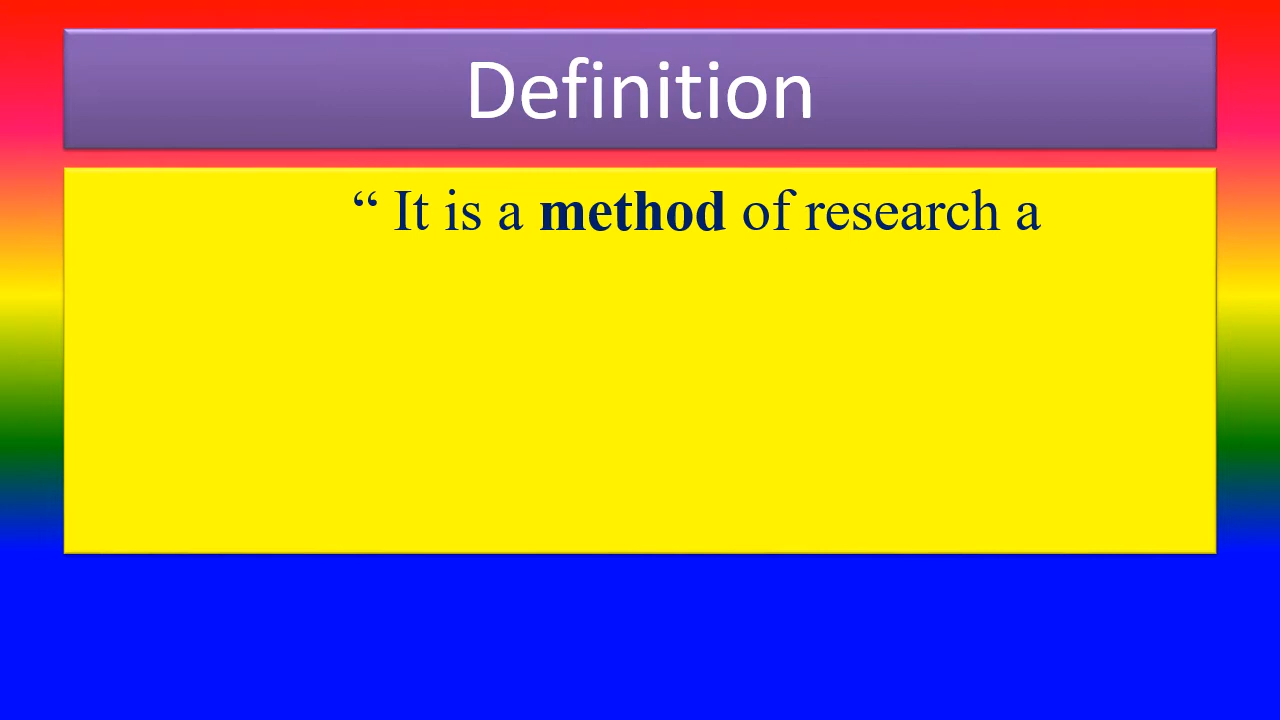 Definition
“ It is a method of research a